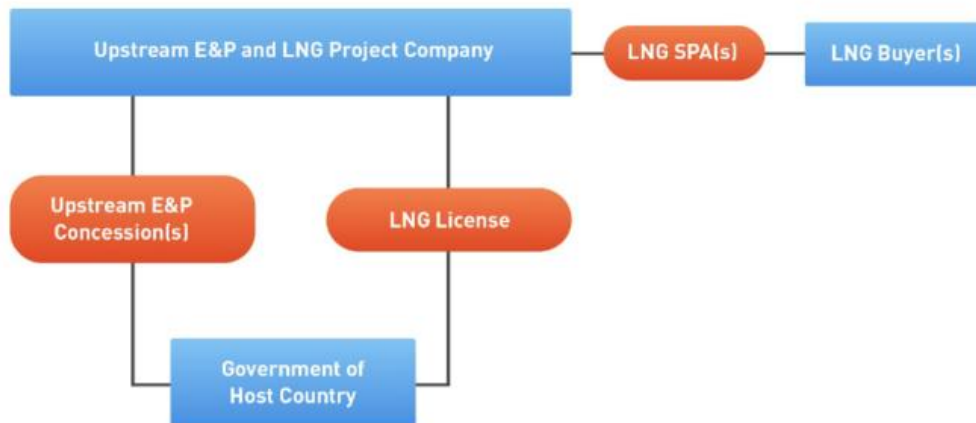 Upstream E&P and LNG Project Company
LNG SPA(s)
LNG Buyer(s)
Upstream E&P
Concession(s)
LNG License
Government of
Host Country